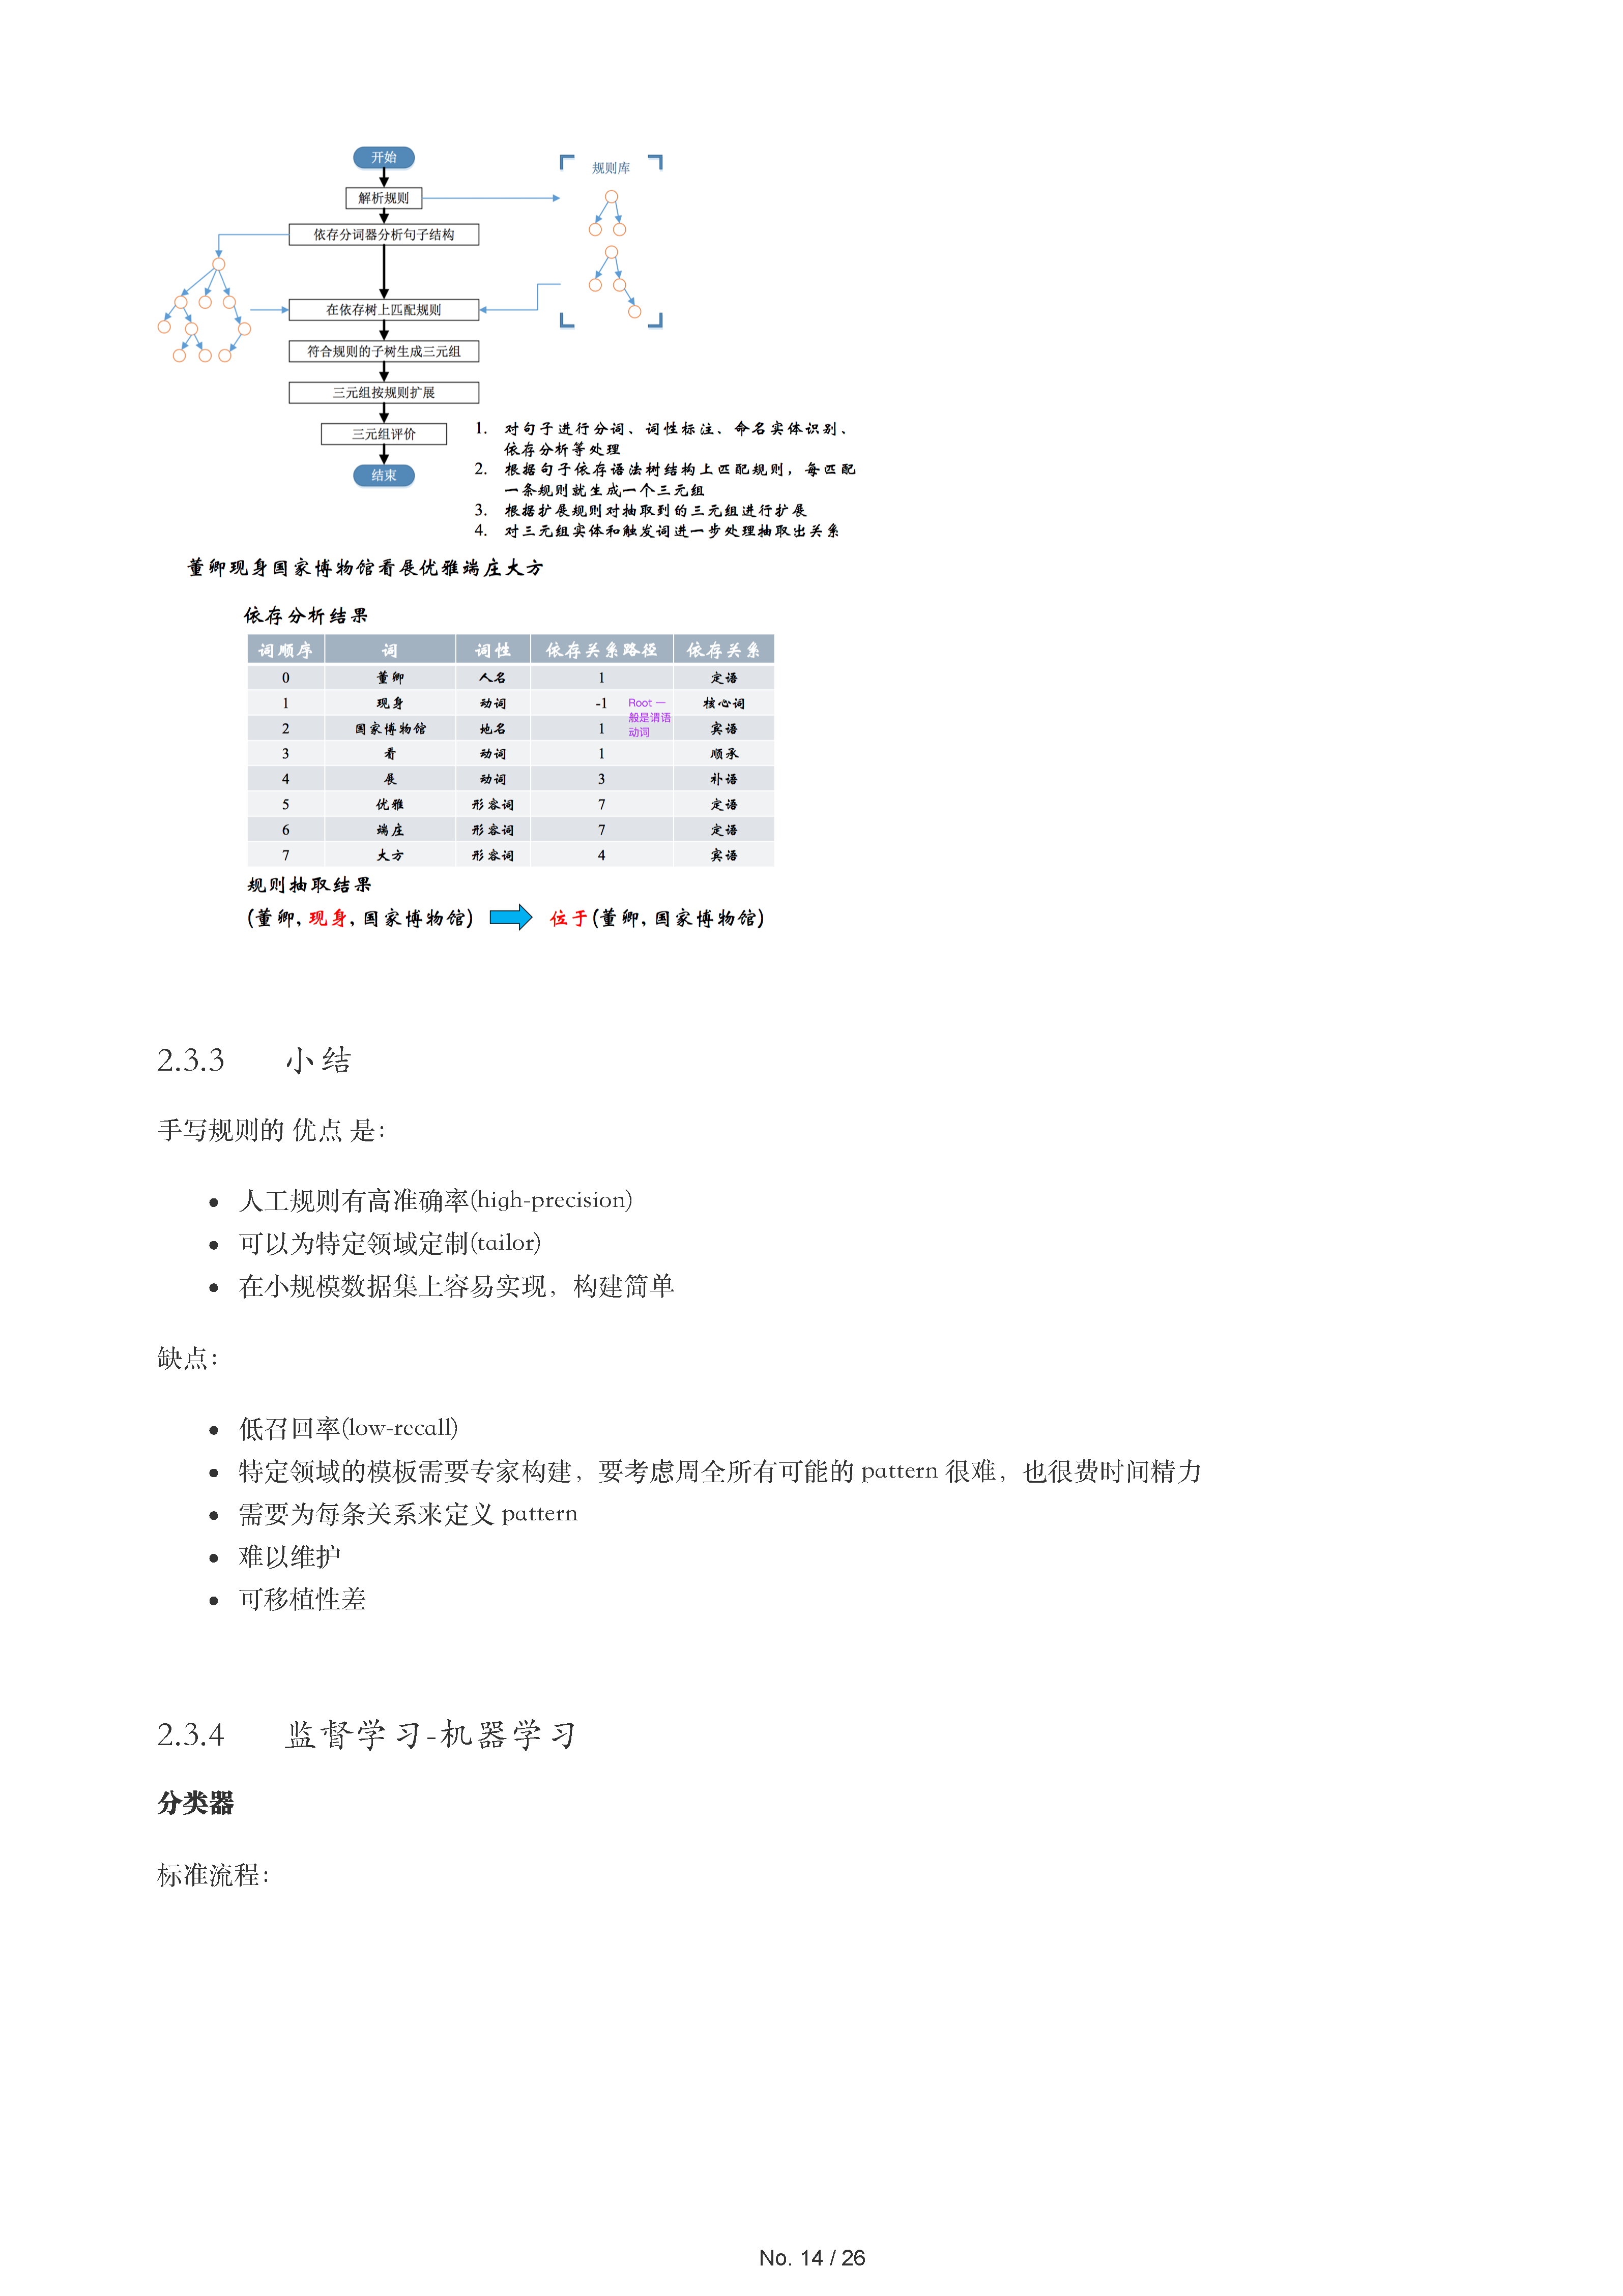 开始
规则库
解析规则
依存分词器分析句子结构
在依存树上匹配规则
符合规则的子树生成三元组
三元组按规则扩展
三元组评价
结束
1. 对句子进行分词、词性标注、命名实体识别、
依存分析等处理
2. 根据句子依存语法树结构上匹配规则，每匹配
一条规则就生成一个三元组
3. 根据扩展规则对抽取到的三元组进行扩展
4. 对三元组实体和触发词进一步处理抽取出关系
董卿现身国家博物馆看展优雅端庄大方
依存分析结果
词顺序 词 词性 依存关系路径 依存关系
0 董卿 人名 1 定语
1 现身 动词 -1 核心词
Root 一
般是谓语
动词
2 国家博物馆 地名 1 宾语
3 看 动词 1 顺承
4 展 动词 3 补语
5 优雅 形容词 7 定语
6 端庄 形容词 7 定语
7 大方 形容词 4 宾语
规则抽取结果
(董卿, 现身, 国家博物馆) 位于(董卿, 国家博物馆)
2.3.3 小结
手写规则的 优点 是：
• 人工规则有高准确率(high-precision)
• 可以为特定领域定制(tailor)
• 在小规模数据集上容易实现，构建简单
缺点：
• 低召回率(low-recall)
• 特定领域的模板需要专家构建，要考虑周全所有可能的 pattern 很难，也很费时间精力
• 需要为每条关系来定义 pattern
• 难以维护
• 可移植性差
2.3.4 监督学习-机器学习
分类器
标准流程：
No. 14 / 26